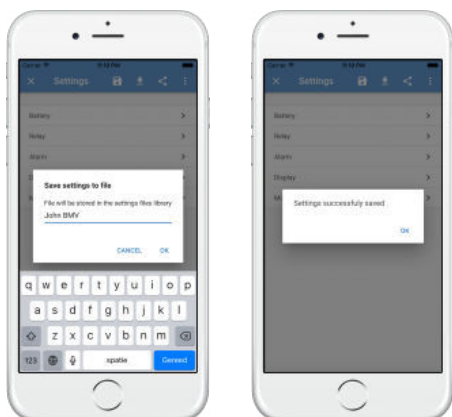 Settings
Battery
Relay
Alarm
Save settings to file
File will be stored in the settings files library
John BMV
CANCEL OK
q w e r t y u i o p
a s d f g h j k l
z x c v b n m
123 spatie Gereed
Settings
Battery
Relay
Alarm
Display
Settings successfuly saved
OK